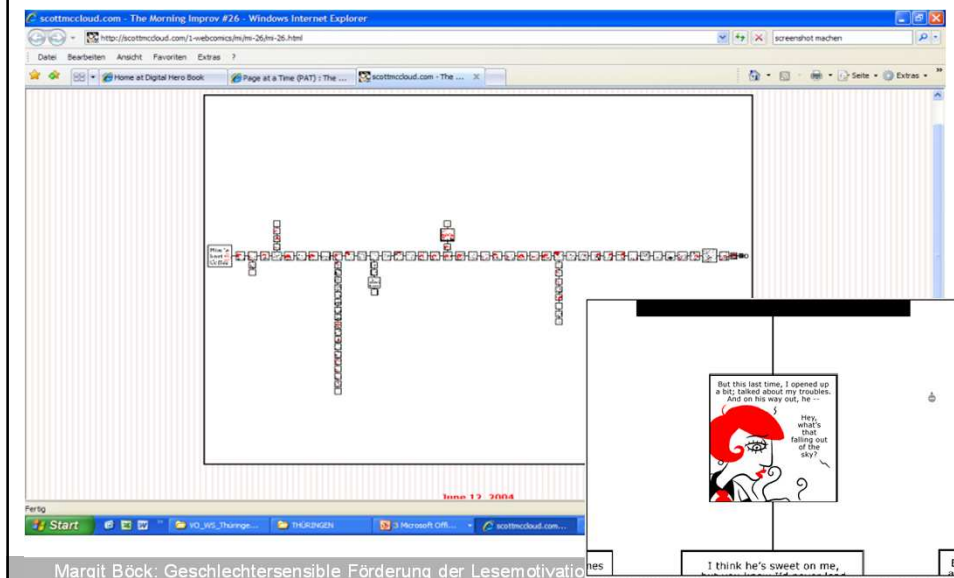 scottmccloud.com - The Morning Improv #26 - Windows Internet Explorer
http://scottmccloud.com/1-webcomics/mi/mi-26/mi-26.html
screenshot machen
Datei Bearbeiten Ansicht Favoriten Extras ?
Home at Digital Hero Book
Page at a Time (PAT) : The ...
scottmccloud.com - The ...
Seite
Extras
June 12, 2004
Fertig
Start
VO_WS_Thüringe...
THÜRINGEN
3 Microsoft Offi...
scottmccloud.com...
But this last time, I opened up
a bit; talked about my troubles.
And on his way out, he --
Hey,
what's
that
falling out
of the
sky?
I think he's sweet on me,
Margit Böck: Geschlechtersensible Förderung der Lesemotivatio